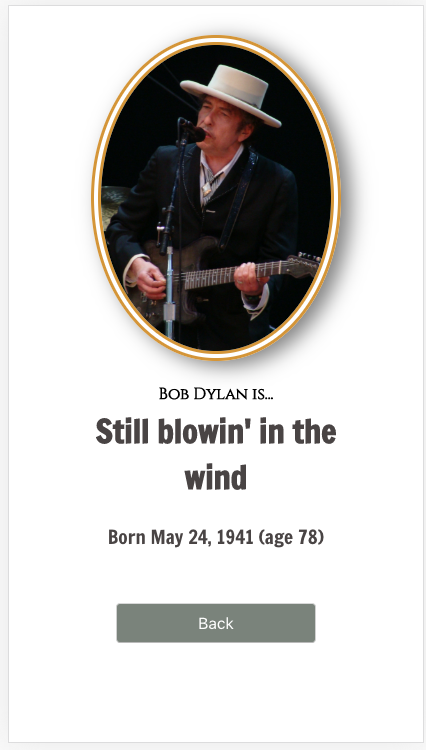 Bob Dylan is...
Still blowin' in the
wind
Born May 24, 1941 (age 78)
Back